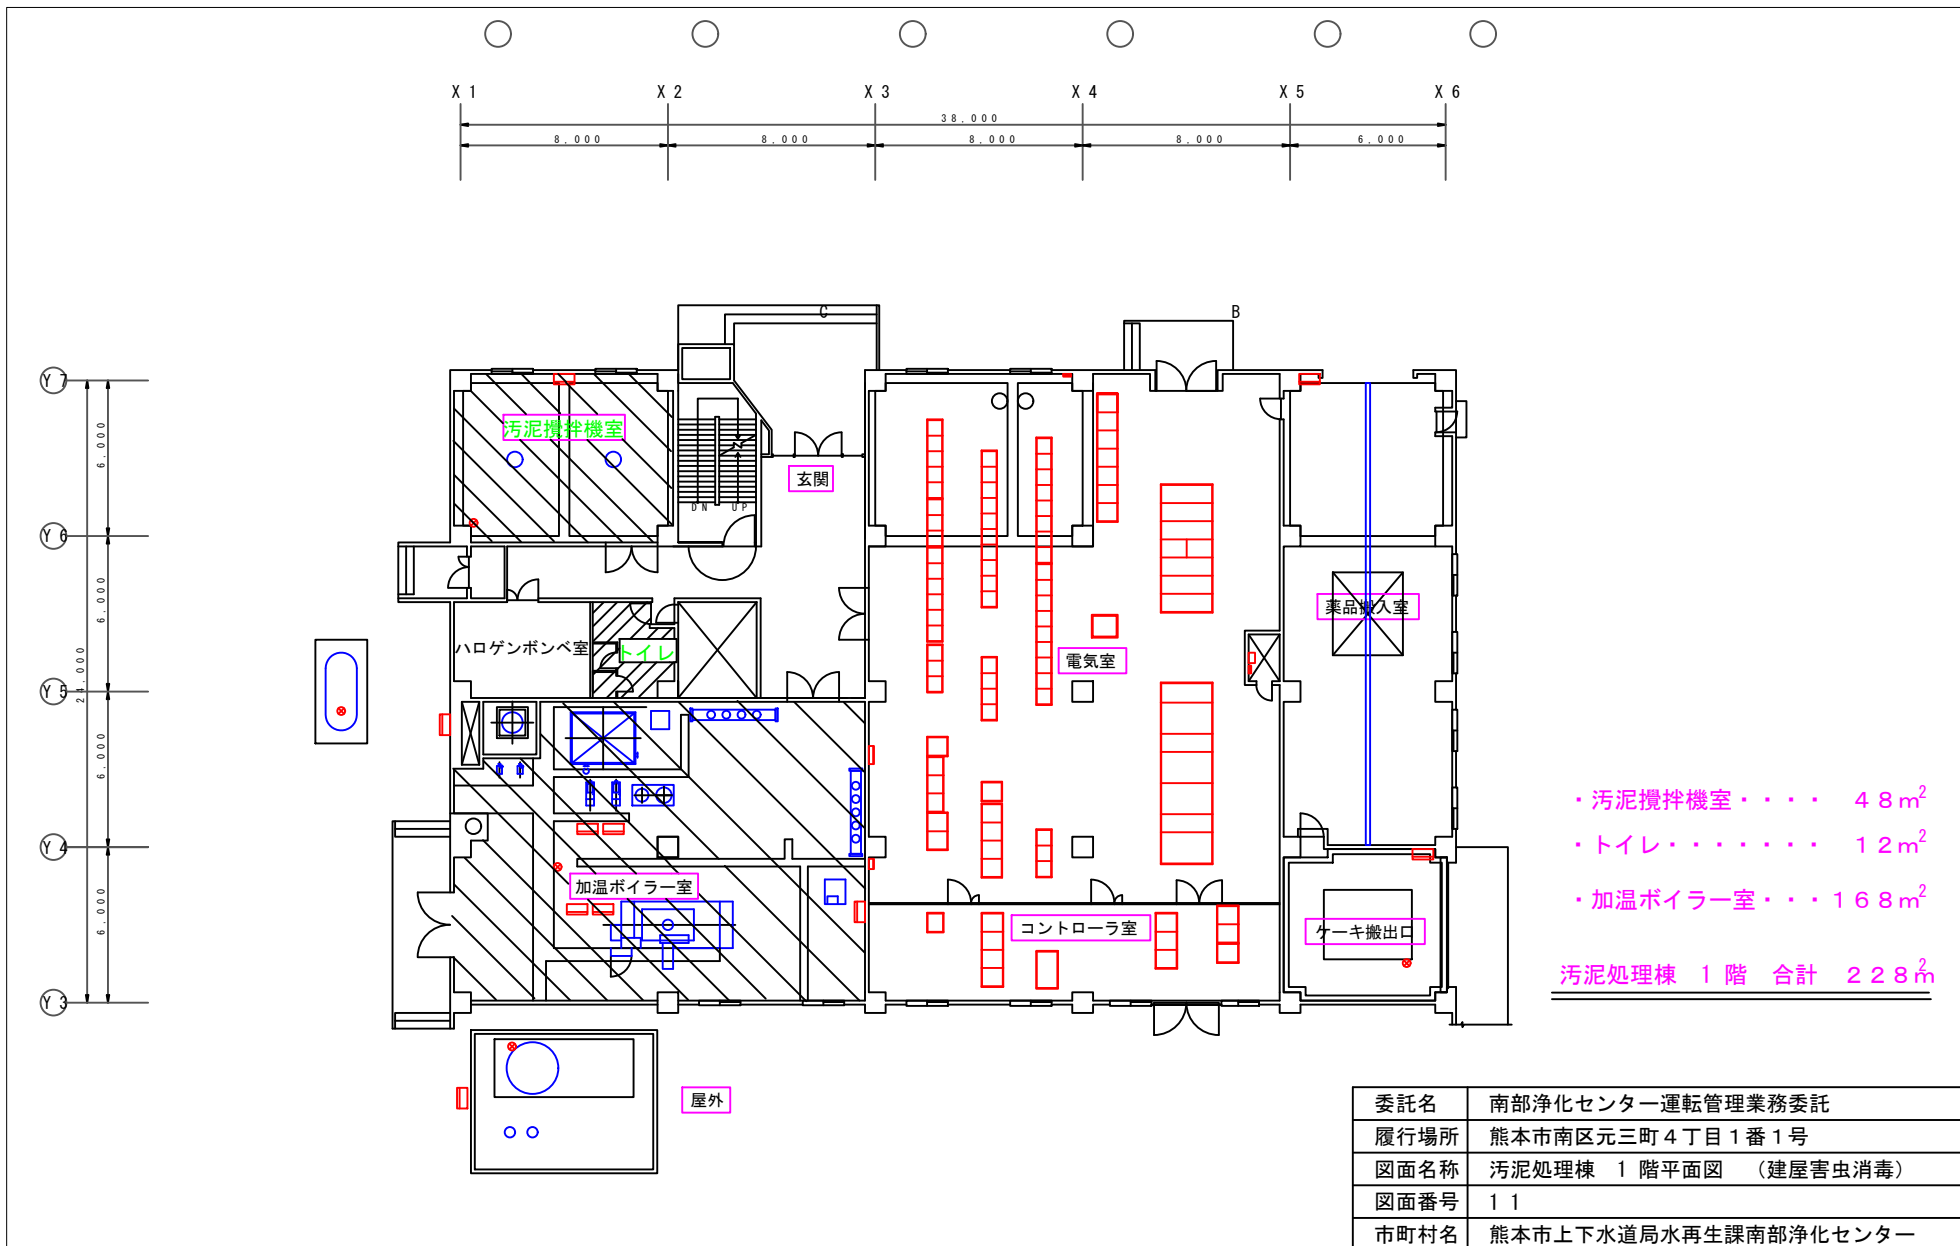 X 1
X 2
X 3
X 4
X 5
X 6
38,000
8,000
8,000
8,000
8,000
6,000
C
B
Y 7
Y 6
Y 5
Y 4
Y 3
24,000
6,000
6,000
6,000
6,000
汚泥攪拌機室
玄関
DN UP
ハロゲンボンベ室
トイレ
電気室
薬品搬入室
加温ボイラー室
コントローラ室
ケーキ搬出口
屋外
・汚泥攪拌機室・・・・ 48m²
・トイレ・・・・・・・ 12m²
・加温ボイラー室・・・168m²
汚泥処理棟 1階 合計 228㎡
委託名 南部浄化センター運転管理業務委託
履行場所 熊本市南区元三町4丁目1番1号
図面名称 汚泥処理棟 1階平面図 (建屋害虫消毒)
図面番号 11
市町村名 熊本市上下水道局水再生課南部浄化センター